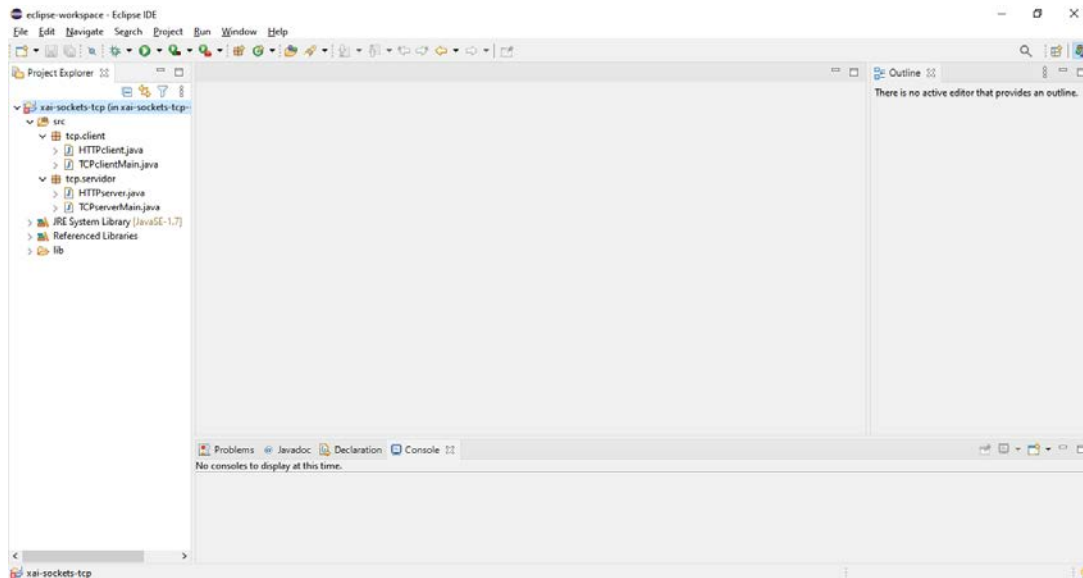 eclipse-workspace - Eclipse IDE
File Edit Navigate Search Project Run Window Help
Project Explorer
xai-sockets-tcp (in xai-sockets-tcp-
src
tcp.client
HTTPclient.java
TCPclientMain.java
tcp.servidor
HTTPserver.java
TCPserverMain.java
JRE System Library [JavaSE-1.7]
Referenced Libraries
lib
Outline
There is no active editor that provides an outline.
Problems @ Javadoc Declaration Console
No consoles to display at this time.
xai-sockets-tcp